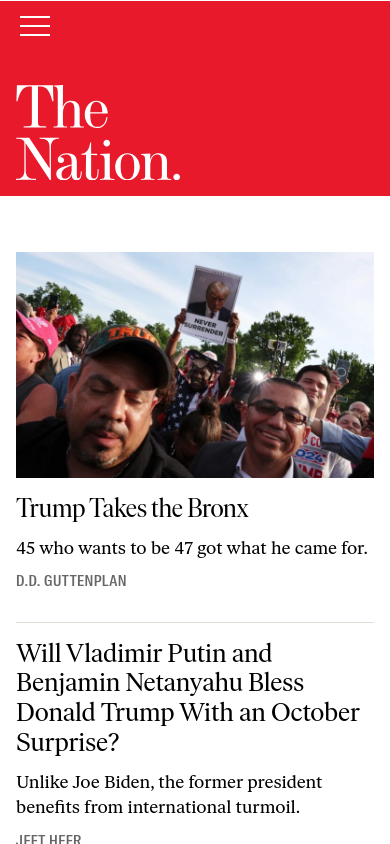 The
Nation.
TRUMP
NEVER
SURRENDER
Trump Takes the Bronx
45 who wants to be 47 got what he came for.
D.D. GUTTENPLAN
Will Vladimir Putin and
Benjamin Netanyahu Bless
Donald Trump With an October
Surprise?
Unlike Joe Biden, the former president
benefits from international turmoil.
JEET HEER